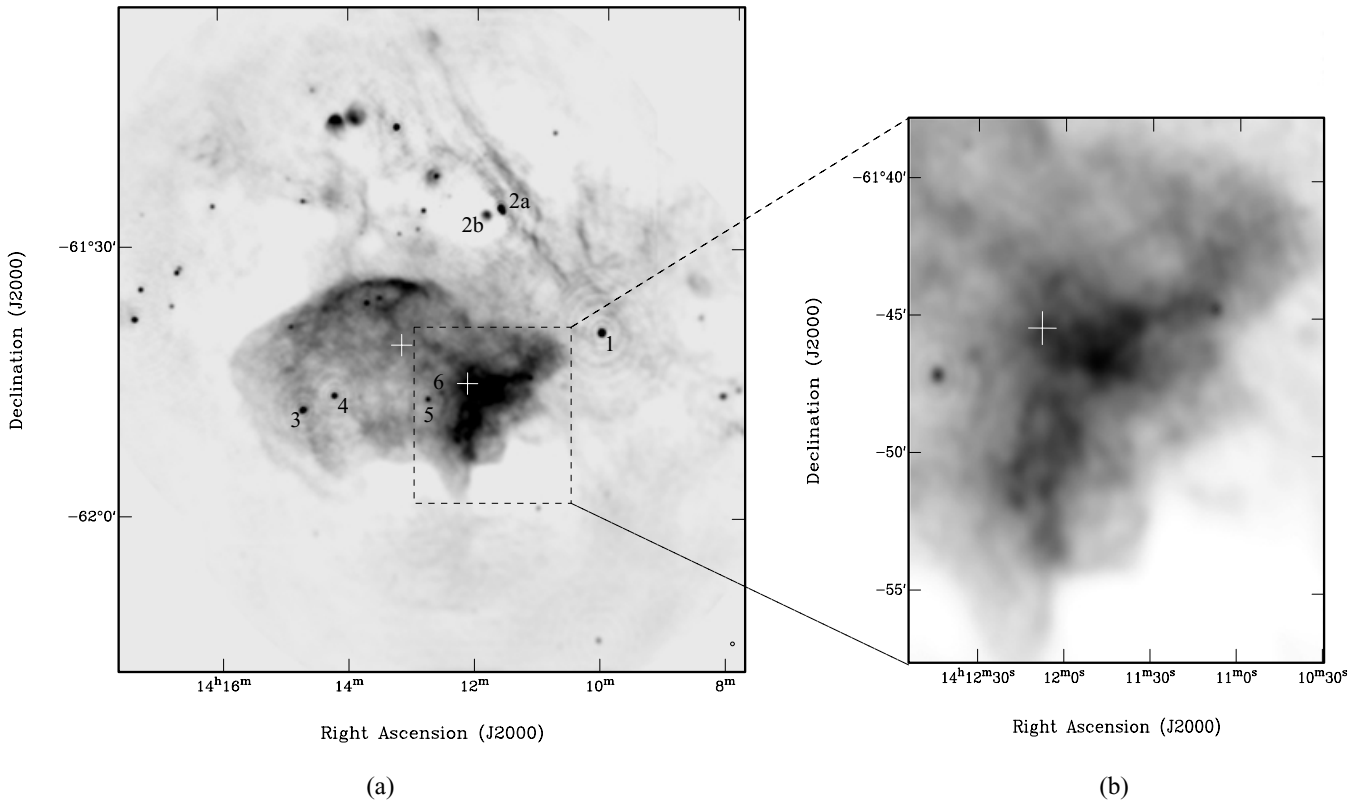 2a
2b
1
6
3
4
5
−61°30′
−62°0′
Declination (J2000)
14ʰ16ᵐ
14ᵐ
12ᵐ
10ᵐ
8ᵐ
Right Ascension (J2000)
(a)
−61°40′
−45′
−50′
−55′
Declination (J2000)
14ʰ12ᵐ30ˢ
12ᵐ0ˢ
11ᵐ30ˢ
11ᵐ0ˢ
10ᵐ30ˢ
Right Ascension (J2000)
(b)